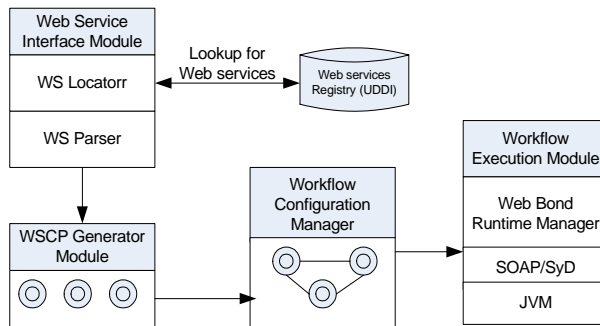 Web Service
Interface Module
WS Locatorr
WS Parser
Lookup for
Web services
Web services
Registry (UDDI)
WSCP Generator
Module
Workflow
Configuration
Manager
Workflow
Execution Module
Web Bond
Runtime Manager
SOAP/SyD
JVM